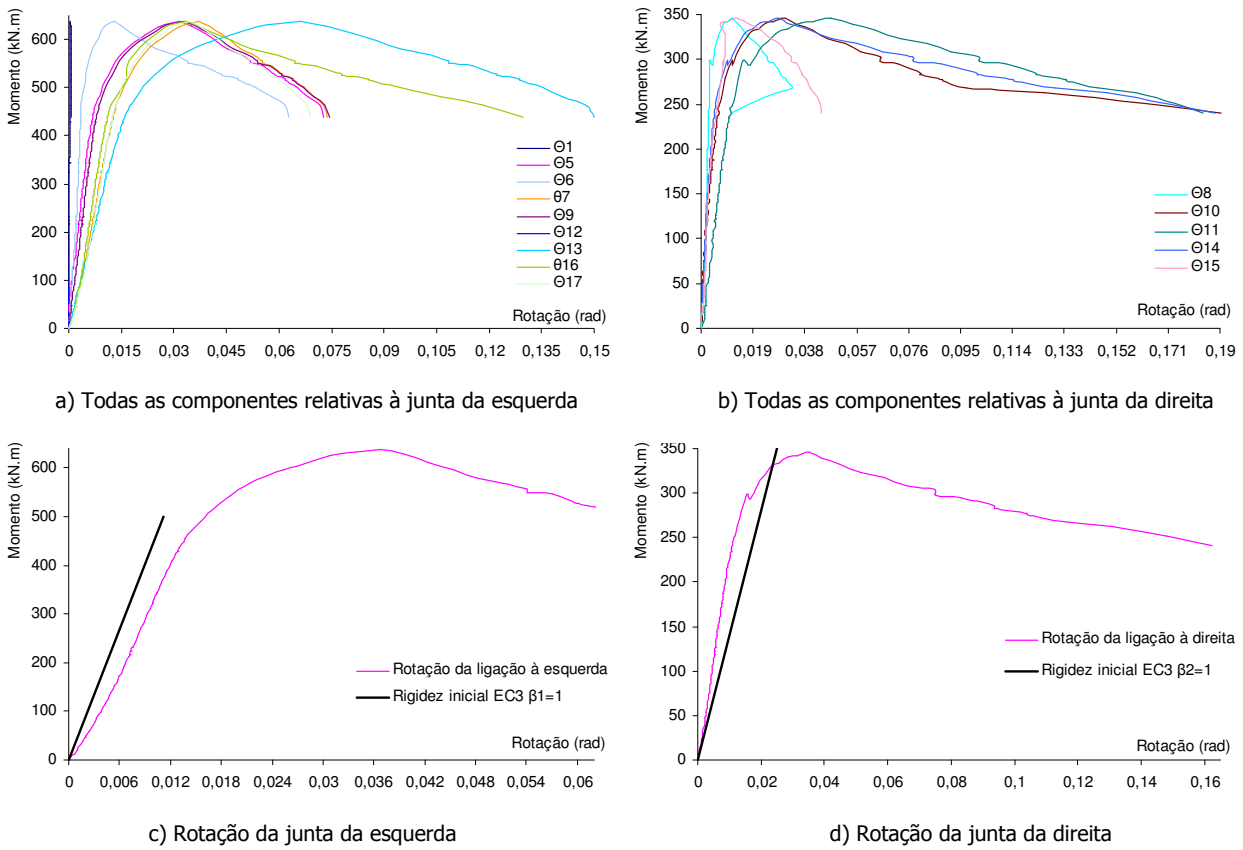 Momento (kN.m)
600
500
400
300
200
100
0
Θ1
Θ5
Θ6
θ7
Θ9
Θ12
Θ13
θ16
Θ17
Rotação (rad)
0 0,015 0,03 0,045 0,06 0,075 0,09 0,105 0,12 0,135 0,15
a) Todas as componentes relativas à junta da esquerda
Momento (kN.m)
350
300
250
200
150
100
50
0
Θ8
Θ10
Θ11
Θ14
Θ15
Rotação (rad)
0 0,019 0,038 0,057 0,076 0,095 0,114 0,133 0,152 0,171 0,19
b) Todas as componentes relativas à junta da direita
Momento (kN.m)
600
500
400
300
200
100
0
Rotação da ligação à esquerda
Rigidez inicial EC3 β1=1
Rotação (rad)
0 0,006 0,012 0,018 0,024 0,03 0,036 0,042 0,048 0,054 0,06
c) Rotação da junta da esquerda
Momento (kN.m)
350
300
250
200
150
100
50
0
Rotação da ligação à direita
Rigidez inicial EC3 β2=1
Rotação (rad)
0 0,02 0,04 0,06 0,08 0,1 0,12 0,14 0,16
d) Rotação da junta da direita